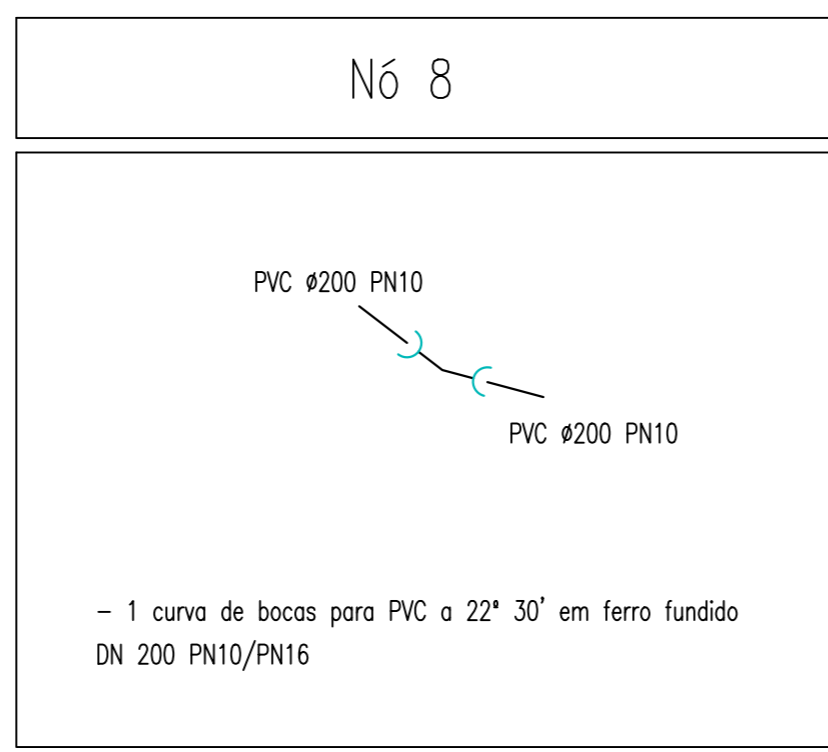 Nó 8
PVC ø200 PN10
PVC ø200 PN10
– 1 curva de bocas para PVC a 22º 30' em ferro fundido
DN 200 PN10/PN16